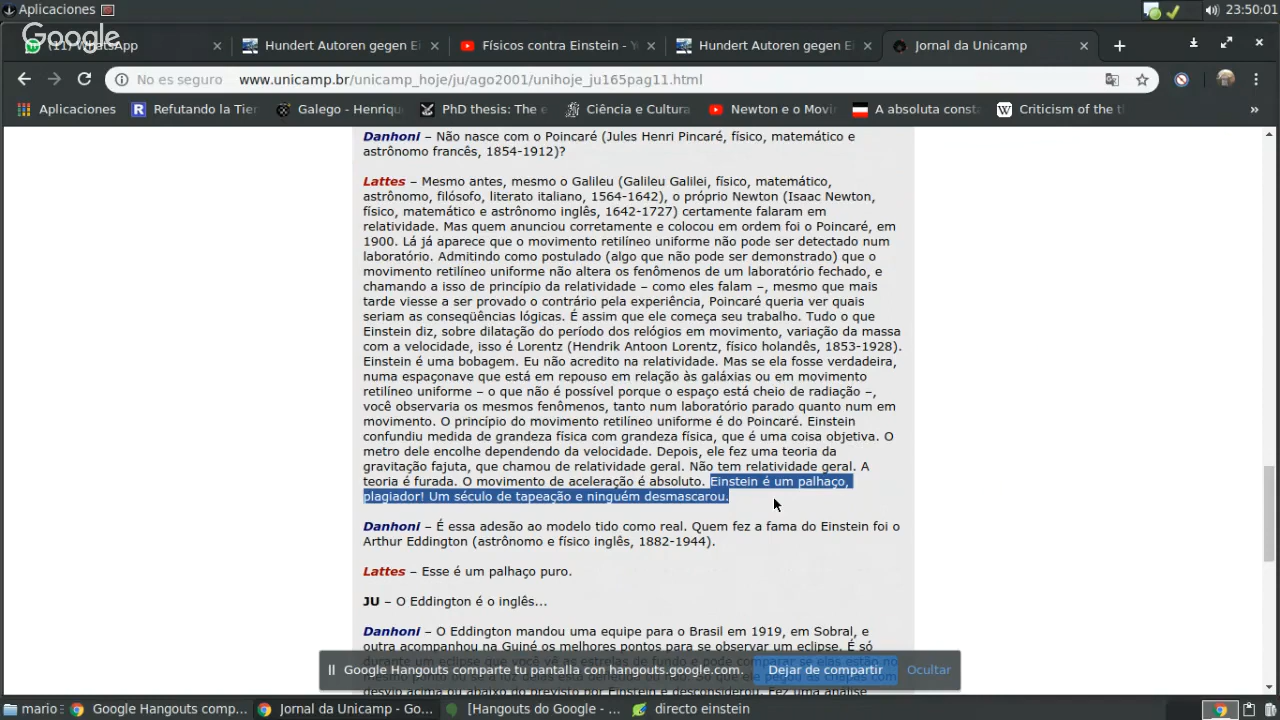 Aplicaciones
23:50:01
Google
(11) WhatsApp
Hundert Autoren gegen Ei
Físicos contra Einstein - Y
Hundert Autoren gegen Ei
Jornal da Unicamp
No es seguro
www.unicamp.br/unicamp_hoje/ju/ago2001/unihoje_ju165pag11.html
Aplicaciones
Refutando la Tier
Galego - Henriqu
PhD thesis: The e
Ciência e Cultura
Newton e o Movi
A absoluta const
Criticism of the t
»
Danhoni – Não nasce com o Poincaré (Jules Henri Pincaré, físico, matemático e
astrônomo francês, 1854-1912)?
Lattes – Mesmo antes, mesmo o Galileu (Galileu Galilei, físico, matemático,
astrônomo, filósofo, literato italiano, 1564-1642), o próprio Newton (Isaac Newton,
físico, matemático e astrônomo inglês, 1642-1727) certamente falaram em
relatividade. Mas quem anunciou corretamente e colocou em ordem foi o Poincaré, em
1900. Lá já aparece que o movimento retilíneo uniforme não pode ser detectado num
laboratório. Admitindo como postulado (algo que não pode ser demonstrado) que o
movimento retilíneo uniforme não altera os fenômenos de um laboratório fechado, e
chamando a isso de princípio da relatividade – como eles falam –, mesmo que mais
tarde viesse a ser provado o contrário pela experiência, Poincaré queria ver quais
seriam as conseqüências lógicas. É assim que ele começa seu trabalho. Tudo o que
Einstein diz, sobre dilatação do período dos relógios em movimento, variação da massa
com a velocidade, isso é Lorentz (Hendrik Antoon Lorentz, físico holandês, 1853-1928).
Einstein é uma bobagem. Eu não acredito na relatividade. Mas se ela fosse verdadeira,
numa espaçonave que está em repouso em relação às galáxias ou em movimento
retilíneo uniforme – o que não é possível porque o espaço está cheio de radiação –,
você observaria os mesmos fenômenos, tanto num laboratório parado quanto num em
movimento. O princípio do movimento retilíneo uniforme é do Poincaré. Einstein
confundiu medida de grandeza física com grandeza física, que é uma coisa objetiva. O
metro dele encolhe dependendo da velocidade. Depois, ele fez uma teoria da
gravitação fajuta, que chamou de relatividade geral. Não tem relatividade geral. A
teoria é furada. O movimento de aceleração é absoluto. Einstein é um palhaço,
plagiador! Um século de tapeação e ninguém desmascarou.
Danhoni – É essa adesão ao modelo tido como real. Quem fez a fama do Einstein foi o
Arthur Eddington (astrônomo e físico inglês, 1882-1944).
Lattes – Esse é um palhaço puro.
JU – O Eddington é o inglês...
Danhoni – O Eddington mandou uma equipe para o Brasil em 1919, em Sobral, e
outra acompanhou na Guiné os melhores pontos para se observar um eclipse. É só
Google Hangouts comparte tu pantalla con hangouts.google.com.
Dejar de compartir
Ocultar
desvio acima ou abaixo do previsto por Einstein e desconsiderou. Fez uma análise
mario
Google Hangouts comp...
Jornal da Unicamp - Go...
[Hangouts do Google - ...
directo einstein